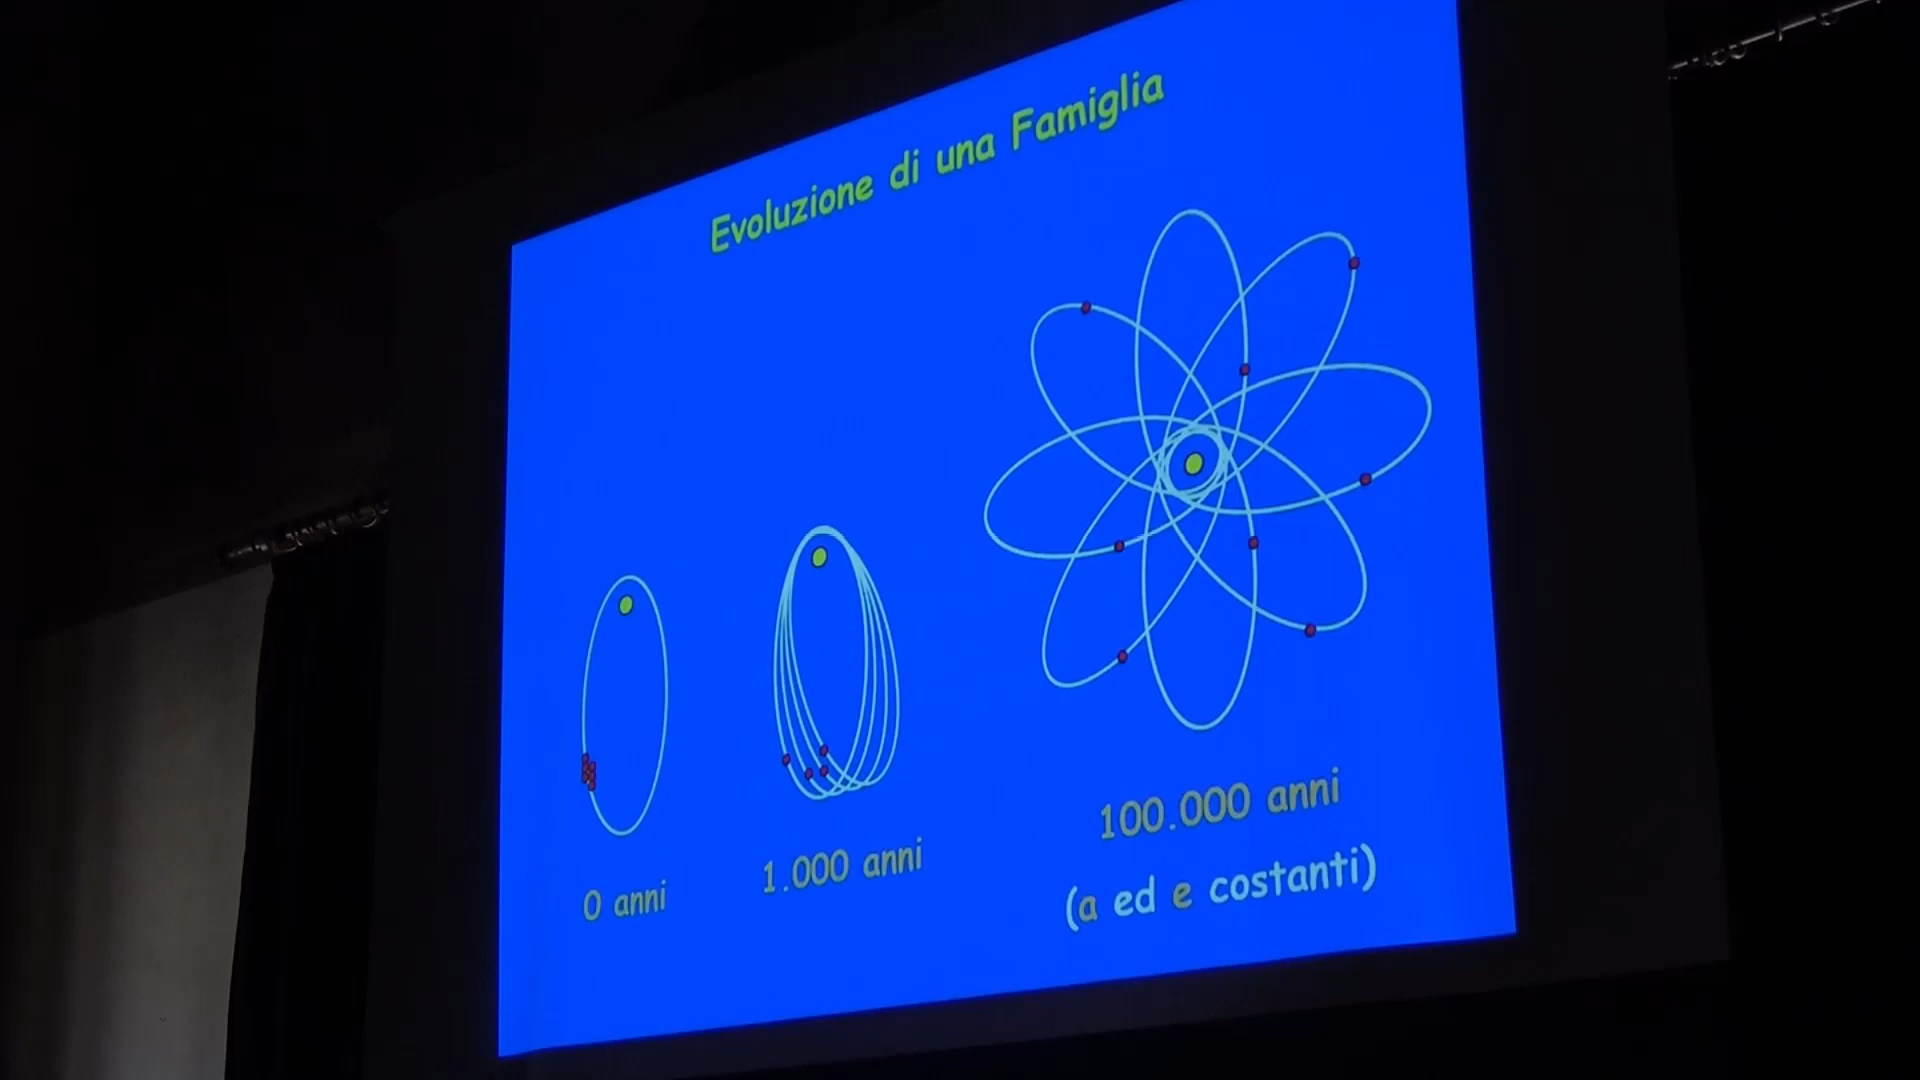 Evoluzione di una Famiglia
0 anni
1.000 anni
100.000 anni
(a ed e costanti)